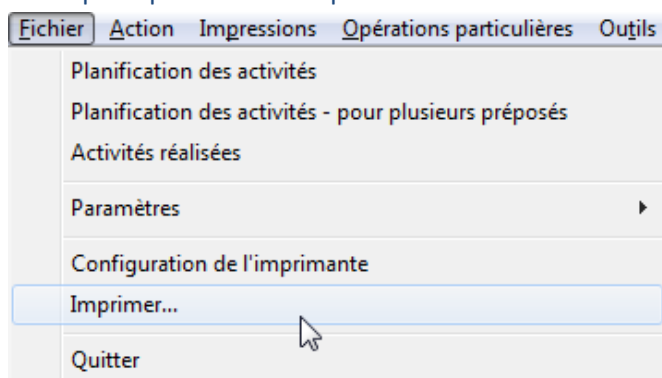 Fichier Action Impressions Opérations particulières Outils
Planification des activités
Planification des activités - pour plusieurs préposés
Activités réalisées
Paramètres
Configuration de l'imprimante
Imprimer...
Quitter